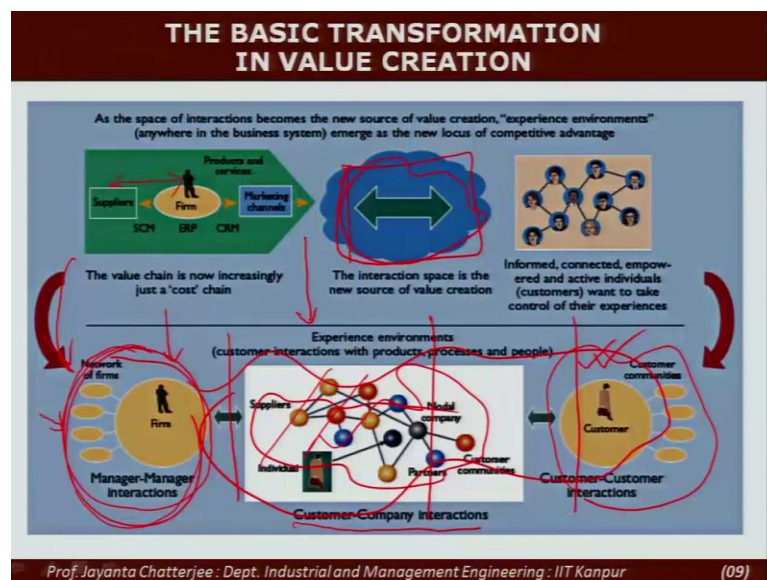 THE BASIC TRANSFORMATION
IN VALUE CREATION
As the space of interactions becomes the new source of value creation, "experience environments"
(anywhere in the business system) emerge as the new locus of competitive advantage
Products and
services
Suppliers
Firm
Marketing
channels
SCM ERP CRM
The value chain is now increasingly
just a 'cost' chain
The interaction space is the
new source of value creation
Informed, connected, empow-
ered and active individuals
(customers) want to take
control of their experiences
Experience environments
(customer interactions with products, processes and people)
Network
of firms
Firm
Manager-Manager
interactions
Suppliers
Nodal
company
Individual
Partners
Customer
communities
Customer-Company interactions
Customer
communities
Customer
Customer-Customer
interactions
Prof. Jayanta Chatterjee : Dept. Industrial and Management Engineering : IIT Kanpur (09)